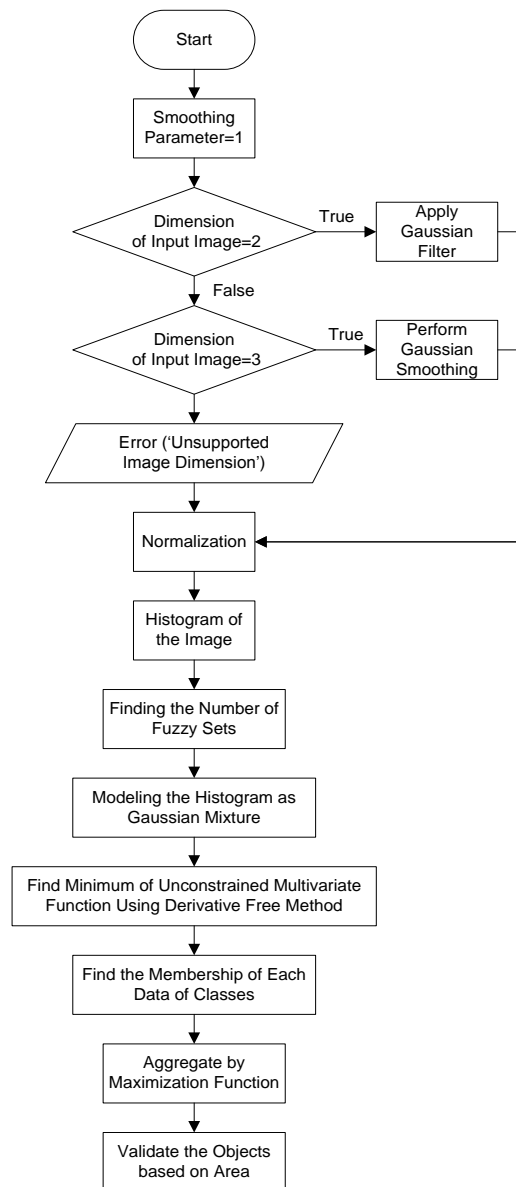 Start
Smoothing
Parameter=1
Dimension
of Input Image=2
True
Apply
Gaussian
Filter
False
Dimension
of Input Image=3
True
Perform
Gaussian
Smoothing
Error (‘Unsupported
Image Dimension’)
Normalization
Histogram of
the Image
Finding the Number of
Fuzzy Sets
Modeling the Histogram as
Gaussian Mixture
Find Minimum of Unconstrained Multivariate
Function Using Derivative Free Method
Find the Membership of Each
Data of Classes
Aggregate by
Maximization Function
Validate the Objects
based on Area